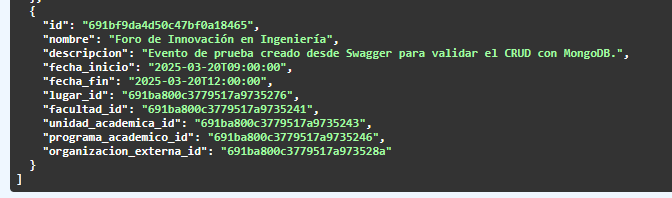 },
{
"id": "691bf9da4d50c47bf0a18465",
"nombre": "Foro de Innovación en Ingeniería",
"descripcion": "Evento de prueba creado desde Swagger para validar el CRUD con MongoDB.",
"fecha_inicio": "2025-03-20T09:00:00",
"fecha_fin": "2025-03-20T12:00:00",
"lugar_id": "691ba800c3779517a9735276",
"facultad_id": "691ba800c3779517a9735241",
"unidad_academica_id": "691ba800c3779517a9735243",
"programa_academico_id": "691ba800c3779517a9735246",
"organizacion_externa_id": "691ba800c3779517a973528a"
}
]